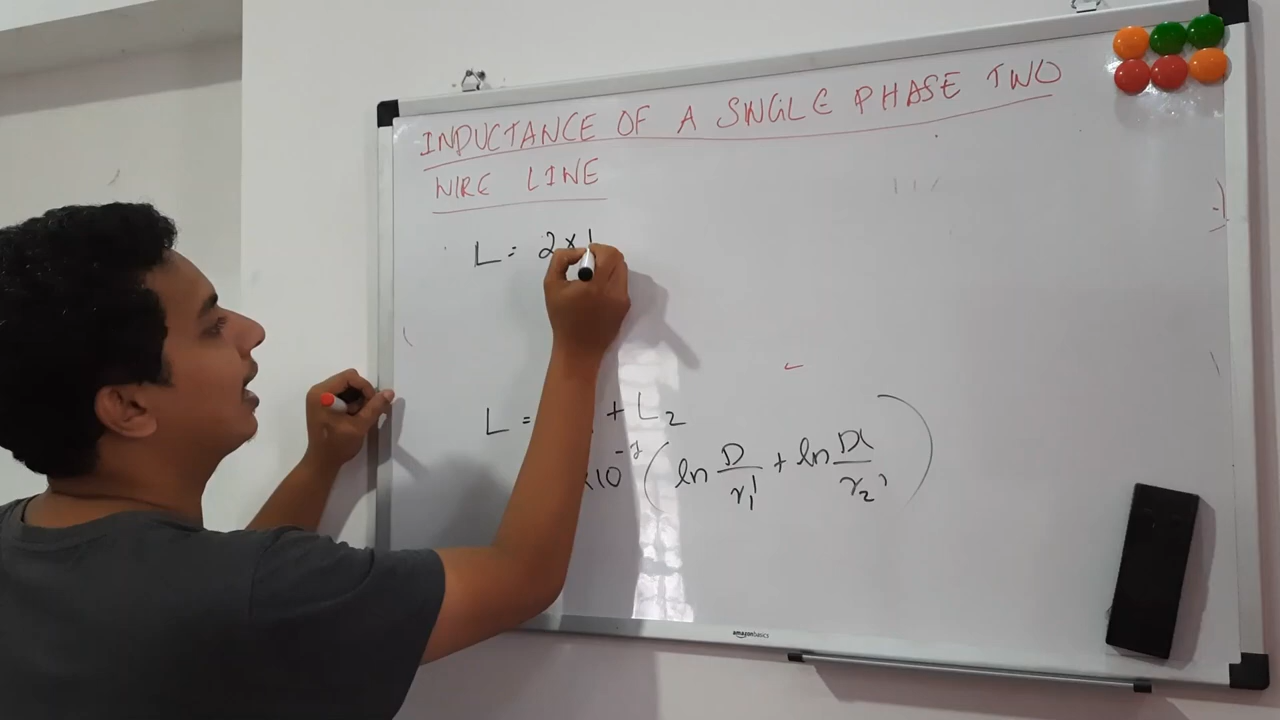 INDUCTANCE OF A SINGLE PHASE TWO
WIRE LINE
L = 2 × 1
L = + L₂
×10⁻⁷ ( ln D/r₁' + ln D/r₂' )
amazonbasics